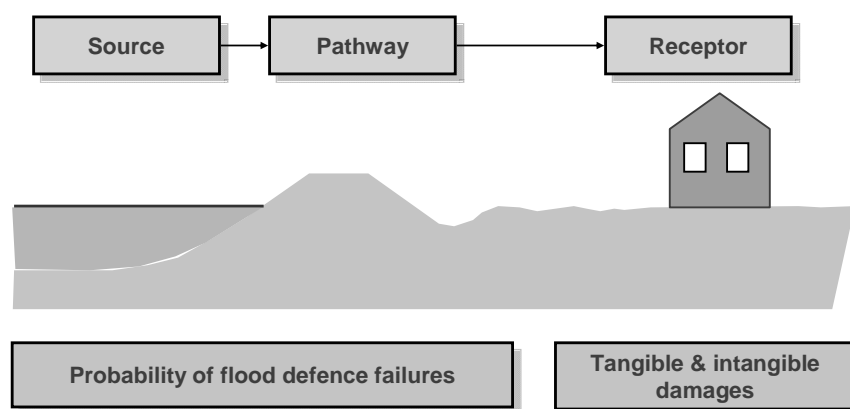 Source
Pathway
Receptor
Probability of flood defence failures
Tangible & intangible
damages